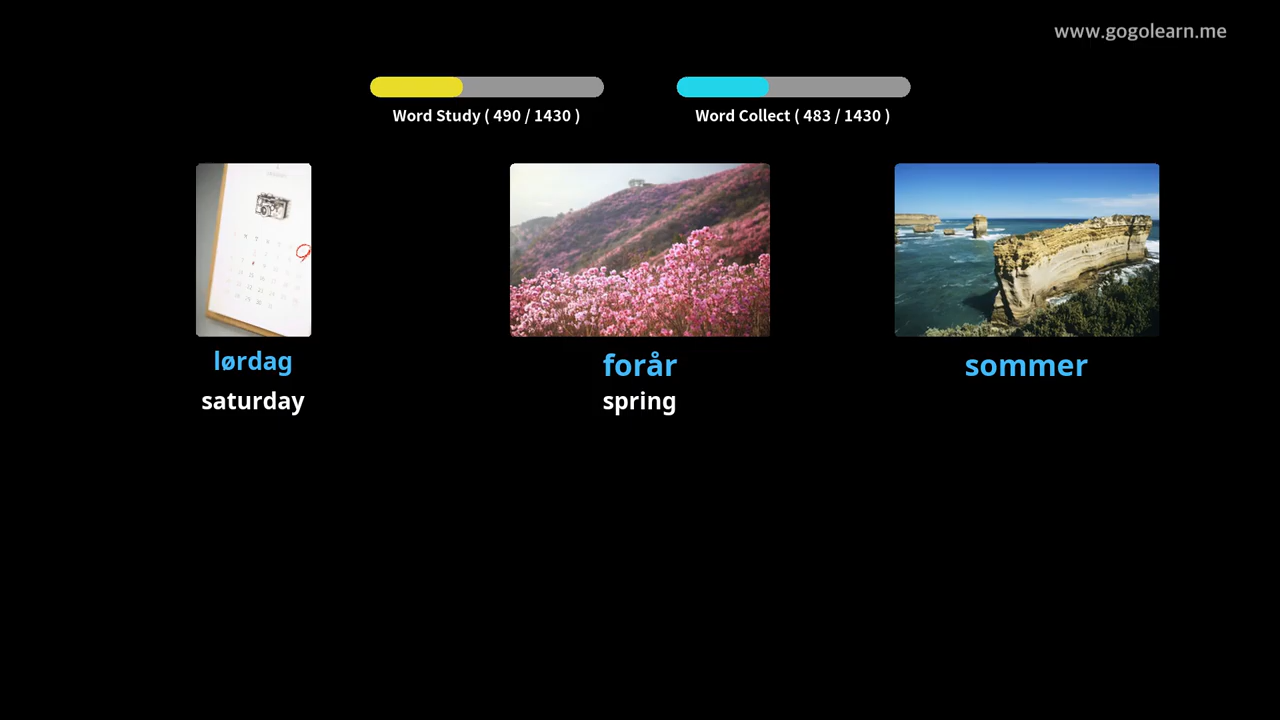 www.gogolearn.me
Word Study ( 490 / 1430 )
Word Collect ( 483 / 1430 )
lørdag
saturday
forår
spring
sommer